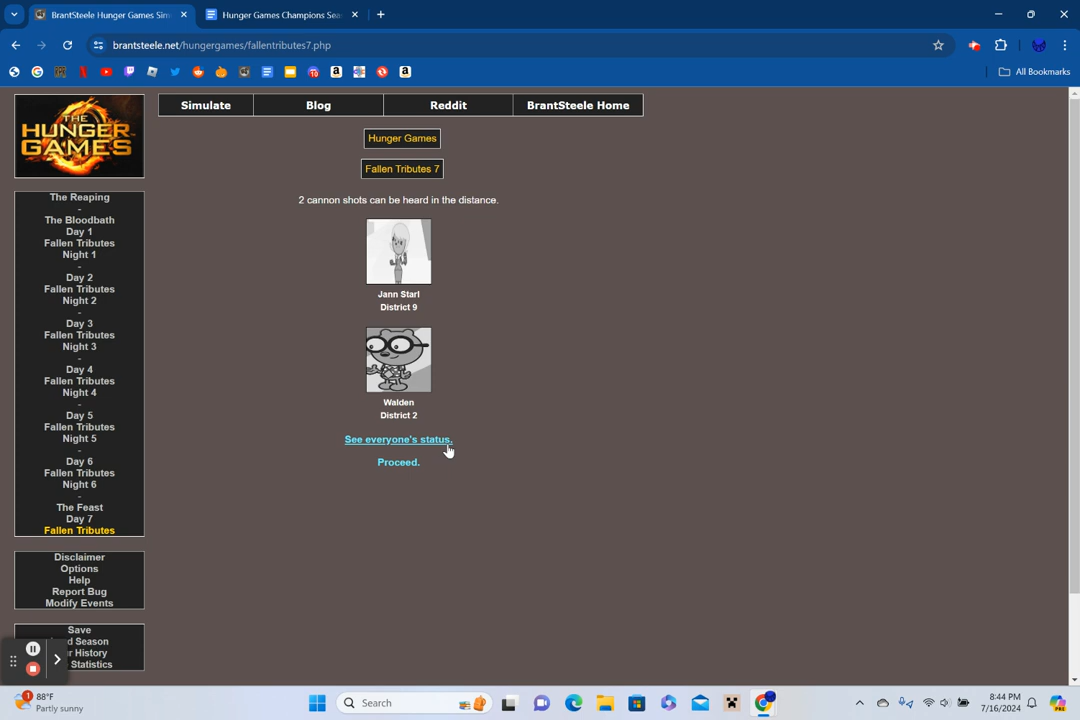 BrantSteele Hunger Games Sim
Hunger Games Champions Sea
brantsteele.net/hungergames/fallentributes7.php
All Bookmarks
THE
HUNGER
GAMES
Simulate
Blog
Reddit
BrantSteele Home
Hunger Games
Fallen Tributes 7
2 cannon shots can be heard in the distance.
Jann Starl
District 9
Walden
District 2
See everyone's status.
Proceed.
The Reaping
-
The Bloodbath
Day 1
Fallen Tributes
Night 1
-
Day 2
Fallen Tributes
Night 2
-
Day 3
Fallen Tributes
Night 3
-
Day 4
Fallen Tributes
Night 4
-
Day 5
Fallen Tributes
Night 5
-
Day 6
Fallen Tributes
Night 6
-
The Feast
Day 7
Fallen Tributes
Disclaimer
Options
Help
Report Bug
Modify Events
Save
d Season
r History
Statistics
1
88°F
Partly sunny
Search
8:44 PM
7/16/2024